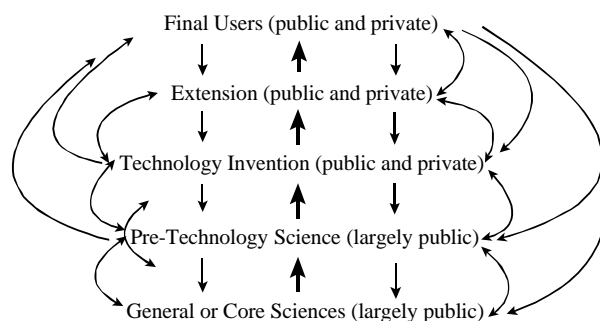 Final Users (public and private)
Extension (public and private)
Technology Invention (public and private)
Pre-Technology Science (largely public)
General or Core Sciences (largely public)